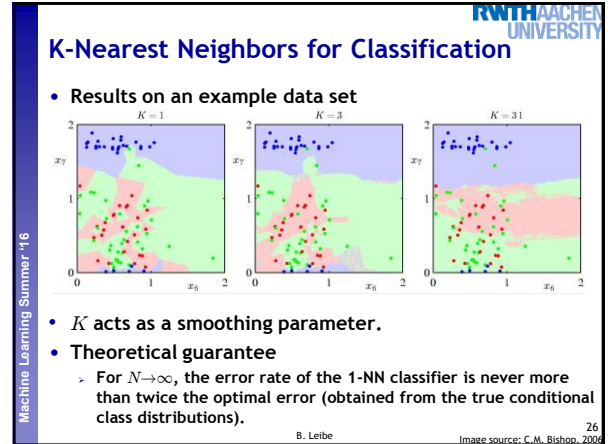 RWTHAACHEN
UNIVERSITY
K-Nearest Neighbors for Classification
• Results on an example data set
K = 1
K = 3
K = 31
2
x7
1
0
0
1
x6
2
2
x7
1
0
0
1
x6
2
2
x7
1
0
0
1
x6
2
• K acts as a smoothing parameter.
• Theoretical guarantee
➢ For N→∞, the error rate of the 1-NN classifier is never more
than twice the optimal error (obtained from the true conditional
class distributions).
Machine Learning Summer '16
B. Leibe
26
Image source: C.M. Bishop, 2006